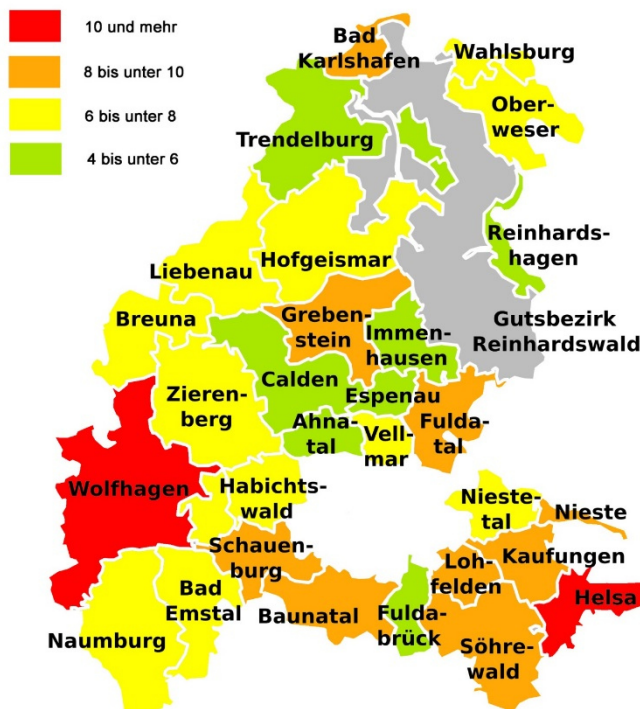 10 und mehr
8 bis unter 10
6 bis unter 8
4 bis unter 6
Bad
Karlshafen
Wahlsburg
Ober-
weser
Trendelburg
Reinhards-
hagen
Hofgeismar
Liebenau
Breuna
Greben-
stein
Immen-
hausen
Gutsbezirk
Reinhardswald
Calden
Zieren-
berg
Espenau
Ahna-
tal
Vell-
mar
Fulda-
tal
Wolfhagen
Habichts-
wald
Nieste-
tal
Nieste
Schauen-
burg
Loh-
felden
Kaufungen
Bad
Emstal
Helsa
Naumburg
Baunatal
Fulda-
brück
Söhre-
wald